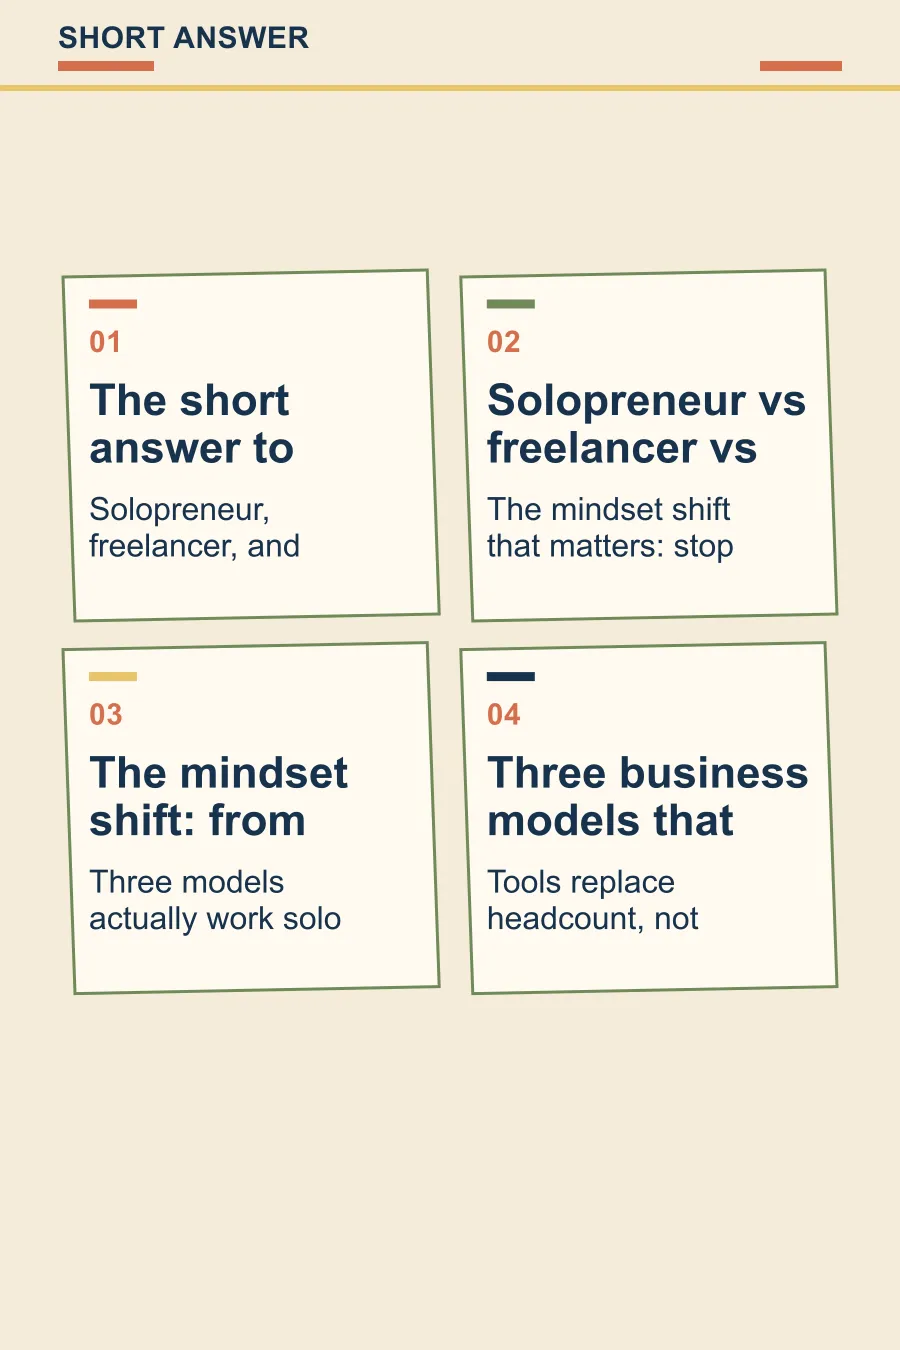 SHORT ANSWER
01
The short
answer to
Solopreneur,
freelancer, and
02
Solopreneur vs
freelancer vs
The mindset shift
that matters: stop
03
The mindset
shift: from
Three models
actually work solo
04
Three business
models that
Tools replace
headcount, not